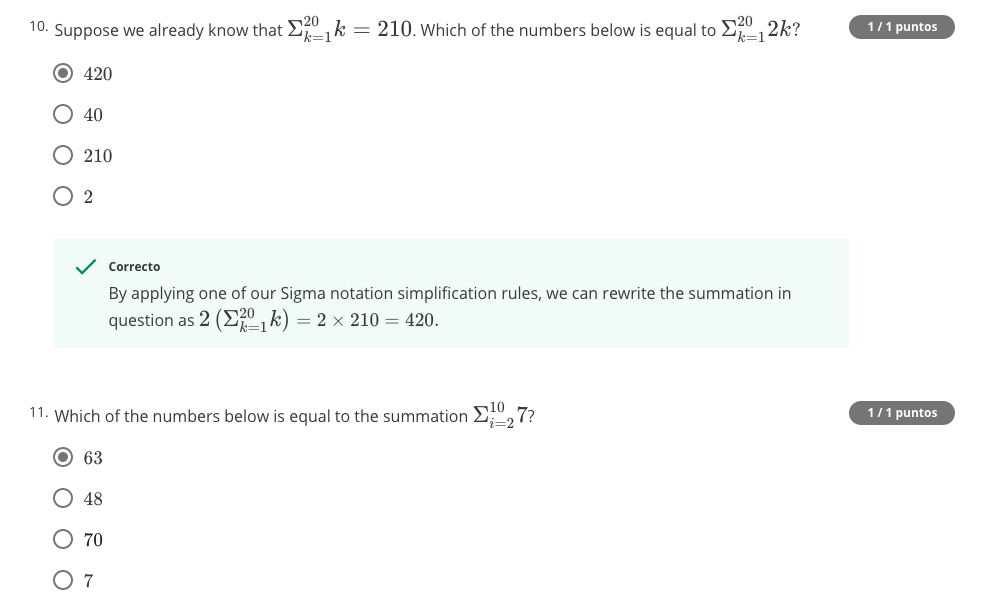 10. Suppose we already know that $\Sigma_{k=1}^{20} k = 210$. Which of the numbers below is equal to $\Sigma_{k=1}^{20} 2k$?
1 / 1 puntos
420
40
210
2
Correcto
By applying one of our Sigma notation simplification rules, we can rewrite the summation in
question as $2 \left(\Sigma_{k=1}^{20} k\right) = 2 \times 210 = 420$.
11. Which of the numbers below is equal to the summation $\Sigma_{i=2}^{10} 7$?
1 / 1 puntos
63
48
70
7